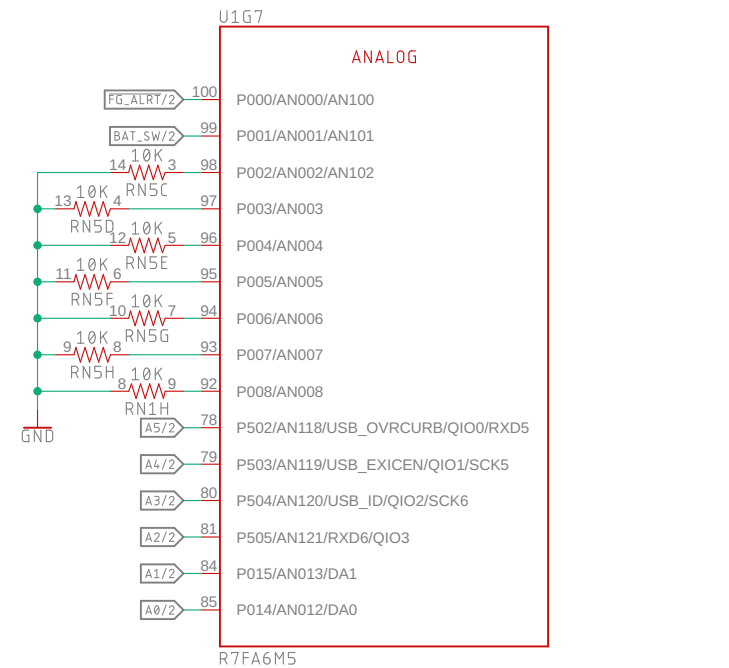 U1G7
ANALOG
FG_ALRT/2 100 P000/AN000/AN100
BAT_SW/2 99 P001/AN001/AN101
10K
14 3 98 P002/AN002/AN102
RN5C
10K
13 4 97 P003/AN003
RN5D
10K
12 5 96 P004/AN004
RN5E
10K
11 6 95 P005/AN005
RN5F
10K
10 7 94 P006/AN006
RN5G
10K
9 8 93 P007/AN007
RN5H
10K
8 9 92 P008/AN008
RN1H
A5/2 78 P502/AN118/USB_OVRCURB/QIO0/RXD5
GND
A4/2 79 P503/AN119/USB_EXICEN/QIO1/SCK5
A3/2 80 P504/AN120/USB_ID/QIO2/SCK6
A2/2 81 P505/AN121/RXD6/QIO3
A1/2 84 P015/AN013/DA1
A0/2 85 P014/AN012/DA0
R7FA6M5